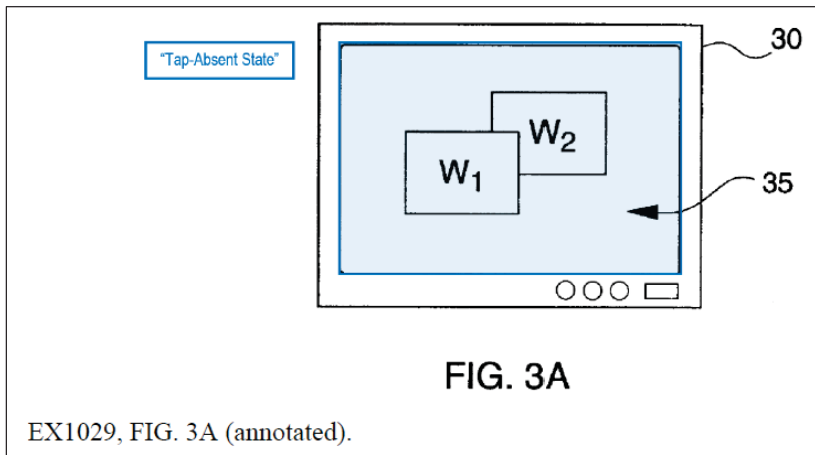 "Tap-Absent State"
30
W2
W1
35
FIG. 3A
EX1029, FIG. 3A (annotated).